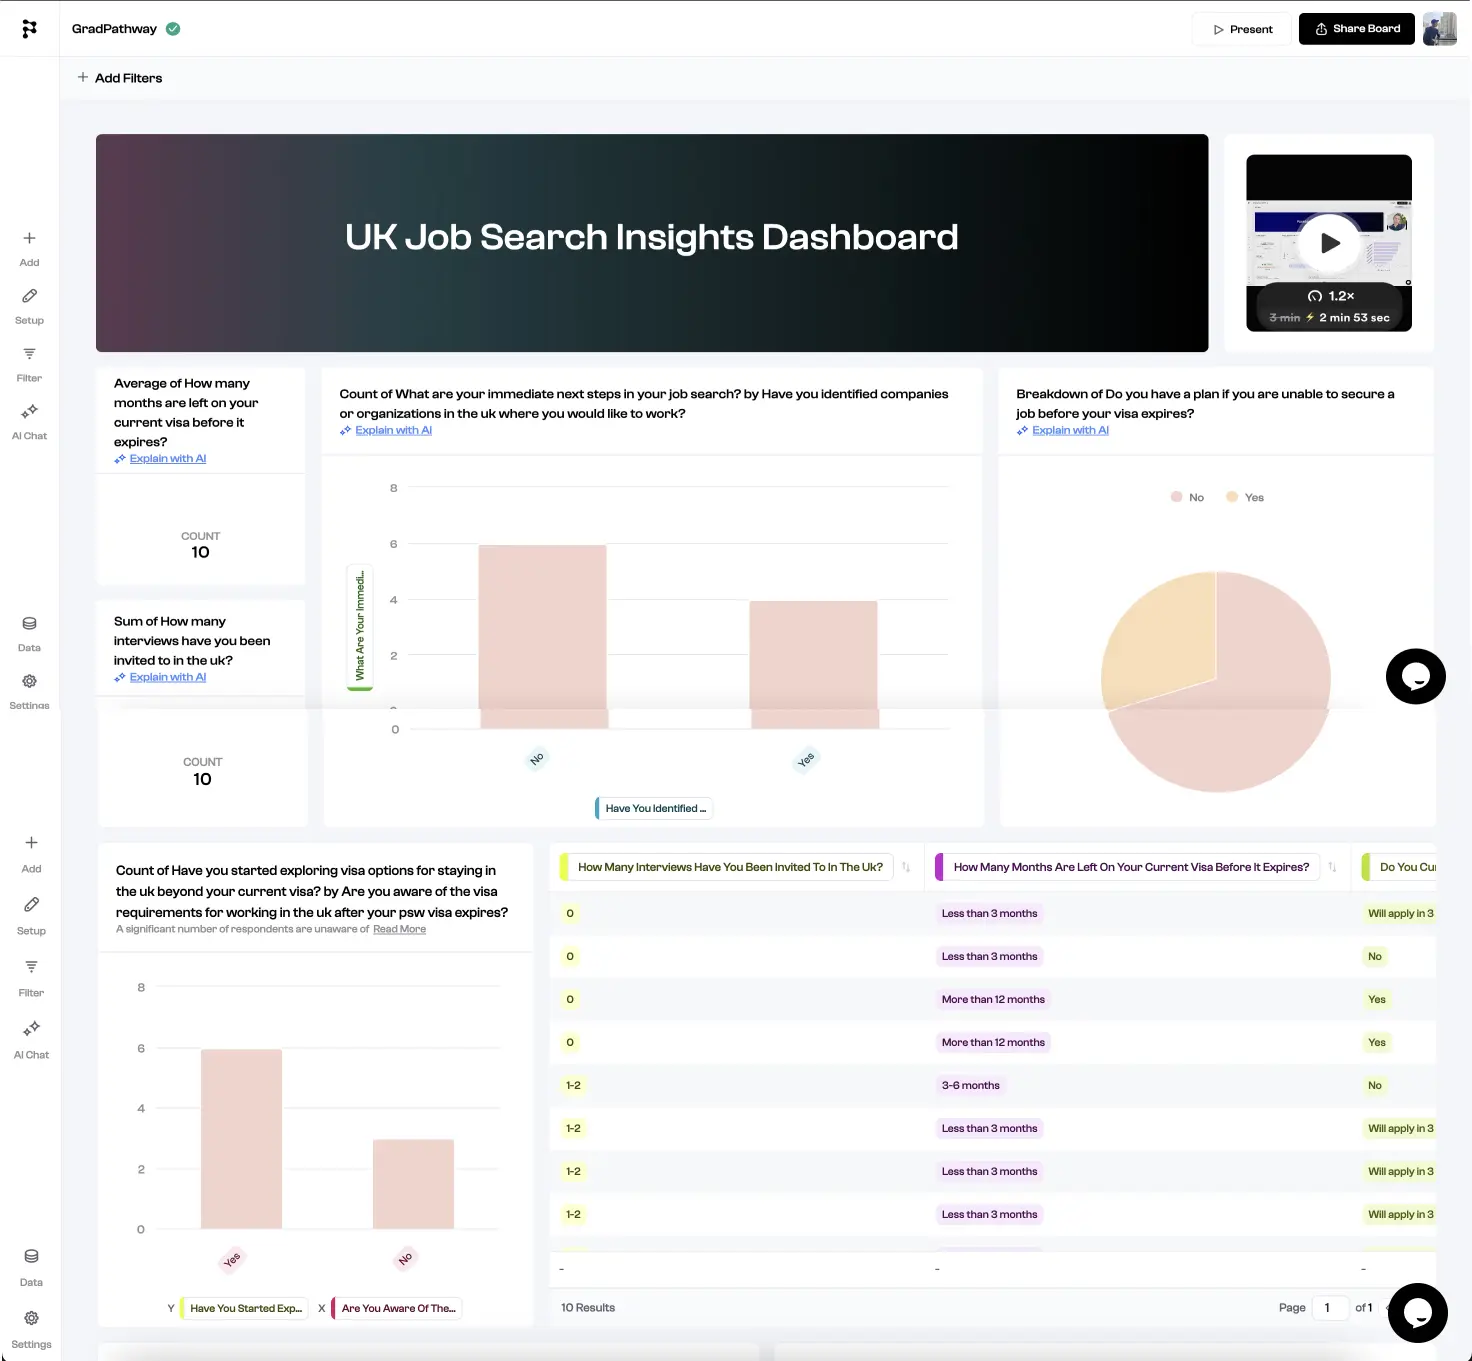 GradPathway
Present
Share Board
Add Filters
UK Job Search Insights Dashboard
1.2×
3 min ⚡ 2 min 53 sec
Add
Setup
Filter
AI Chat
Data
Settings
Average of How many
months are left on your
current visa before it
expires?
Explain with AI
COUNT
10
Sum of How many
interviews have you been
invited to in the uk?
Explain with AI
COUNT
10
Count of What are your immediate next steps in your job search? by Have you identified companies
or organizations in the uk where you would like to work?
Explain with AI
8
6
4
2
0
What Are Your Immedi...
No
Yes
Have You Identified ...
Breakdown of Do you have a plan if you are unable to secure a
job before your visa expires?
Explain with AI
No
Yes
Add
Setup
Filter
AI Chat
Data
Settings
Count of Have you started exploring visa options for staying in
the uk beyond your current visa? by Are you aware of the visa
requirements for working in the uk after your psw visa expires?
A significant number of respondents are unaware of Read More
8
6
4
2
0
Yes
No
Y Have You Started Exp... X Are You Aware Of The...
How Many Interviews Have You Been Invited To In The Uk? How Many Months Are Left On Your Current Visa Before It Expires? Do You Cur
0 Less than 3 months Will apply in 3
0 Less than 3 months No
0 More than 12 months Yes
0 More than 12 months Yes
1-2 3-6 months No
1-2 Less than 3 months Will apply in 3
1-2 Less than 3 months Will apply in 3
1-2 Less than 3 months Will apply in 3
- - -
10 Results
Page 1 of 1